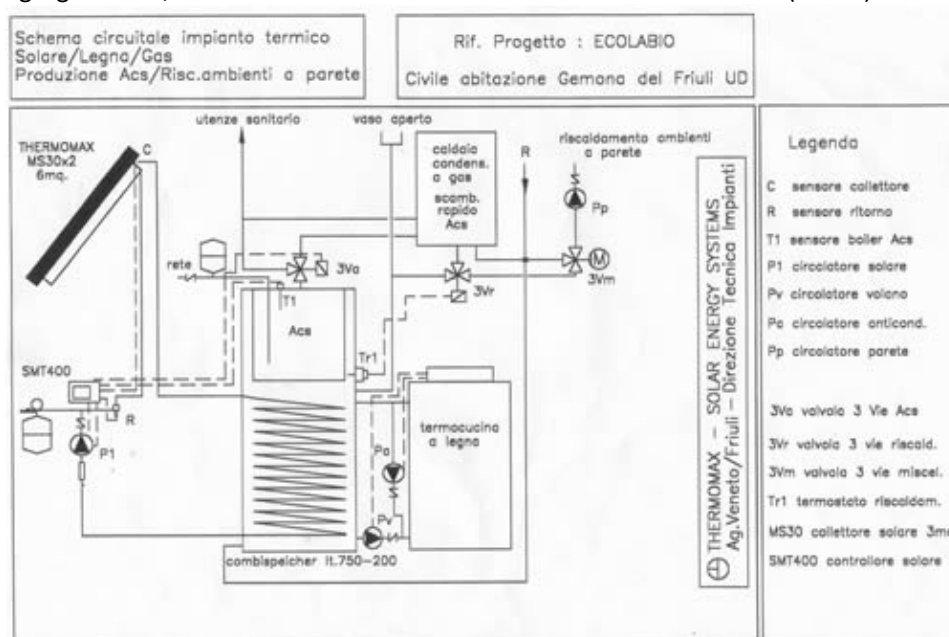 Schema circuitale impianto termico
Solare/Legna/Gas
Produzione Acs/Risc.ambienti a parete
Rif. Progetto : ECOLABIO
Civile abitazione Gemona del Friuli UD
utenze sanitario
vaso aperto
THERMOMAX
MS30x2
6mq.
C
caldaia
condens.
a gas
scamb.
rapido
Acs
R
riscaldamento ambienti
a parete
Pp
rete
3Va
3Vr
M
3Vm
T1
Acs
Tr1
SMT400
R
P1
termocucina
a legna
Pa
Pv
combispeicher lt.750-200
THERMOMAX - SOLAR ENERGY SYSTEMS
Ag.Veneto/Friuli - Direzione Tecnica Impianti
Legenda
C sensore collettore
R sensore ritorno
T1 sensore boiler Acs
P1 circolatore solare
Pv circolatore volano
Pa circolatore anticond.
Pp circolatore parete
3Va valvola 3 Vie Acs
3Vr valvola 3 vie riscald.
3Vm valvola 3 vie miscel.
Tr1 termostato riscaldam.
MS30 collettore solare
SMT400 controllore solare